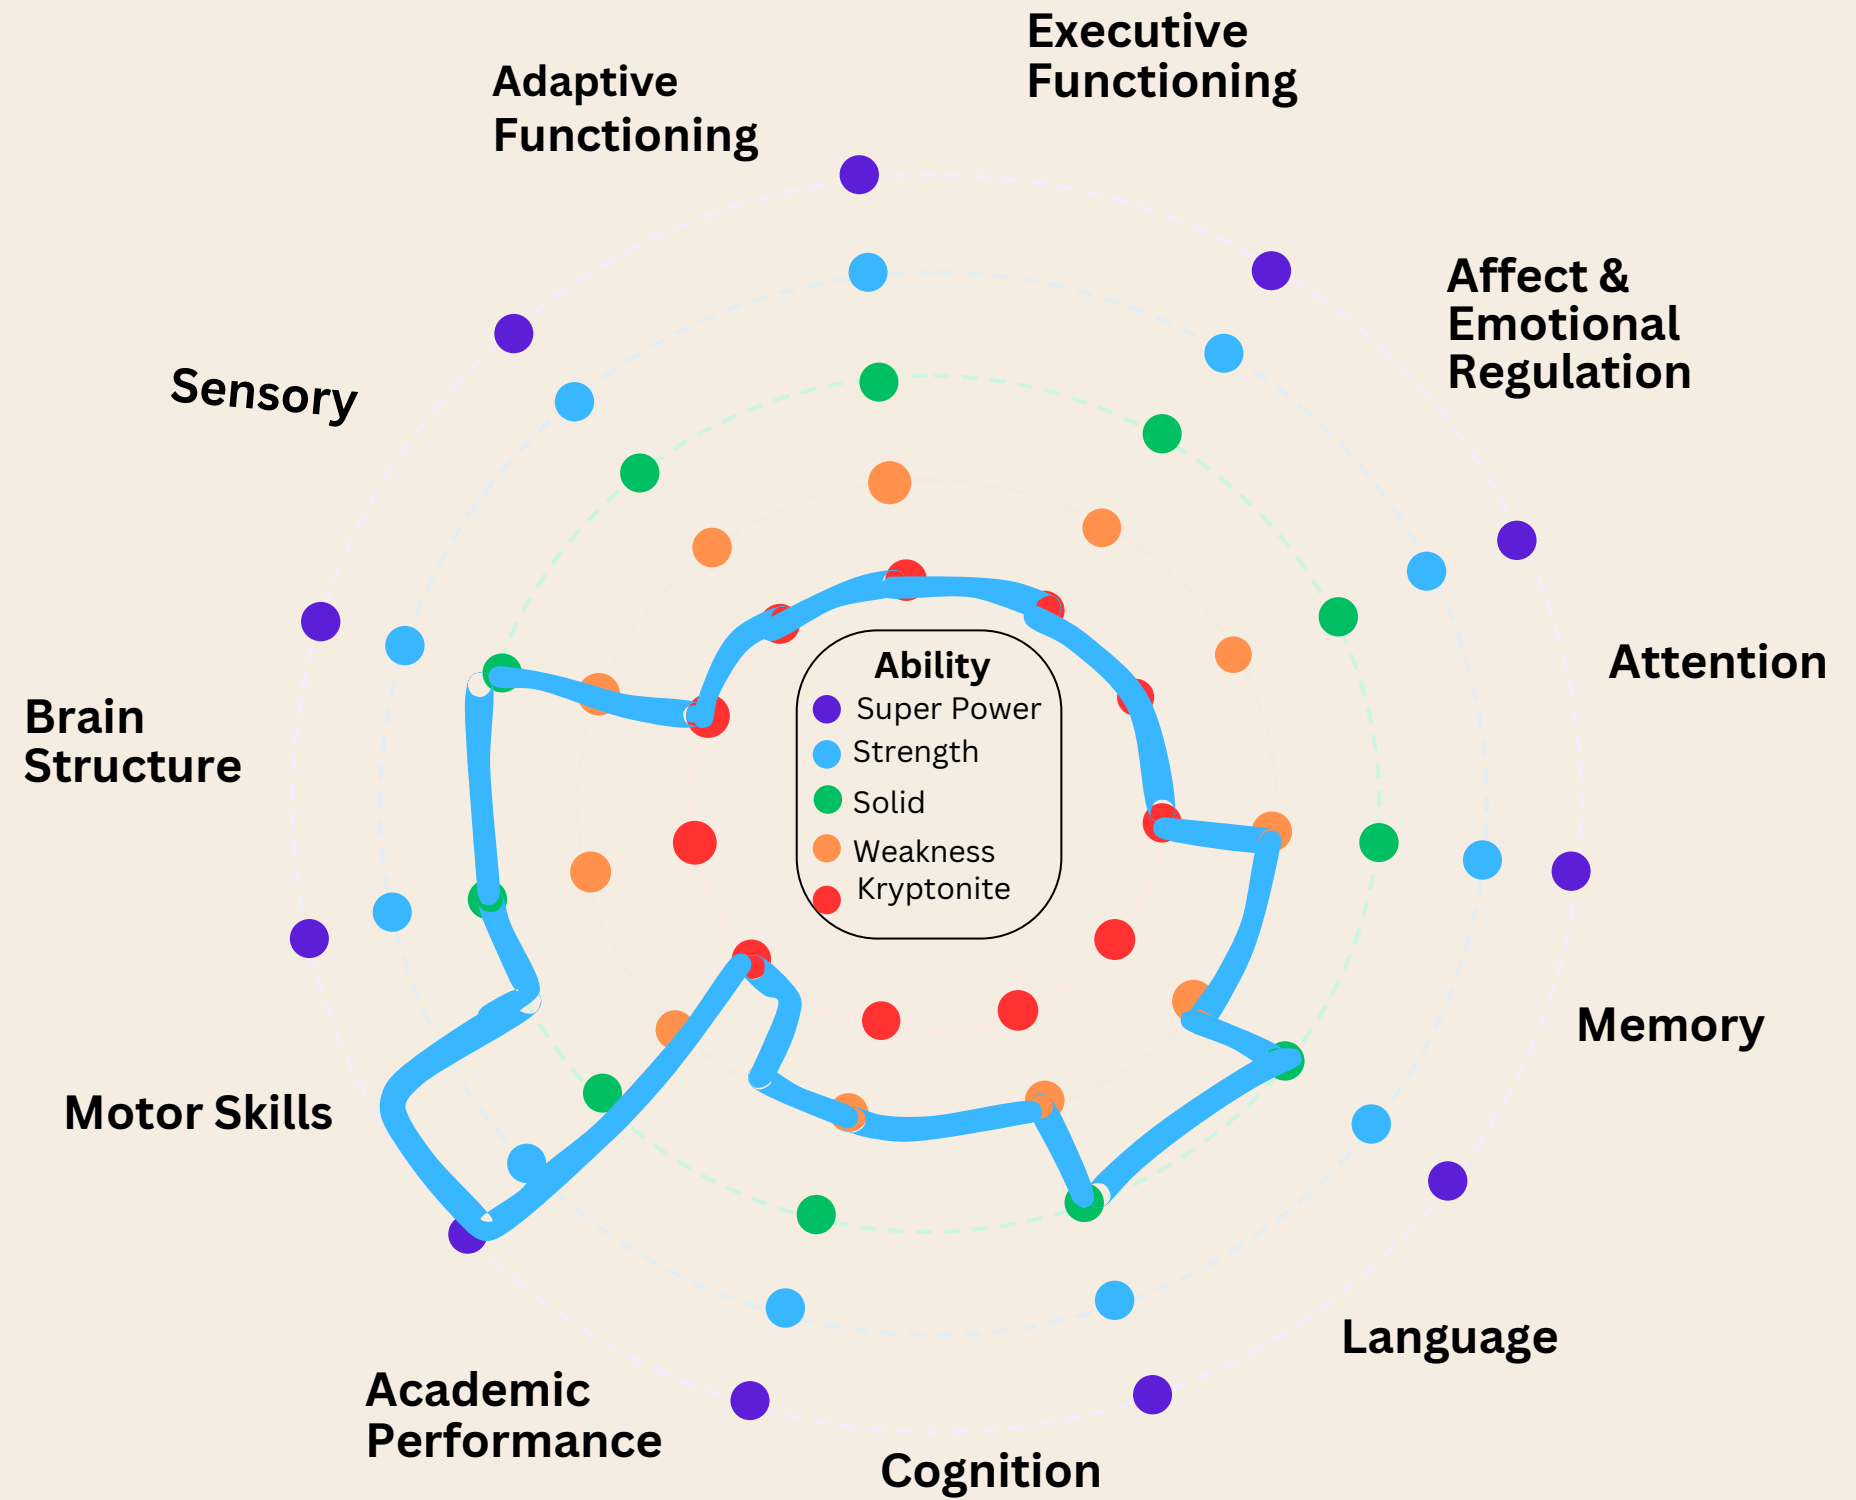 Executive
Functioning
Adaptive
Functioning
Affect &
Emotional
Regulation
Sensory
Attention
Brain
Structure
Ability
Super Power
Strength
Solid
Weakness
Kryptonite
Memory
Motor Skills
Language
Academic
Performance
Cognition